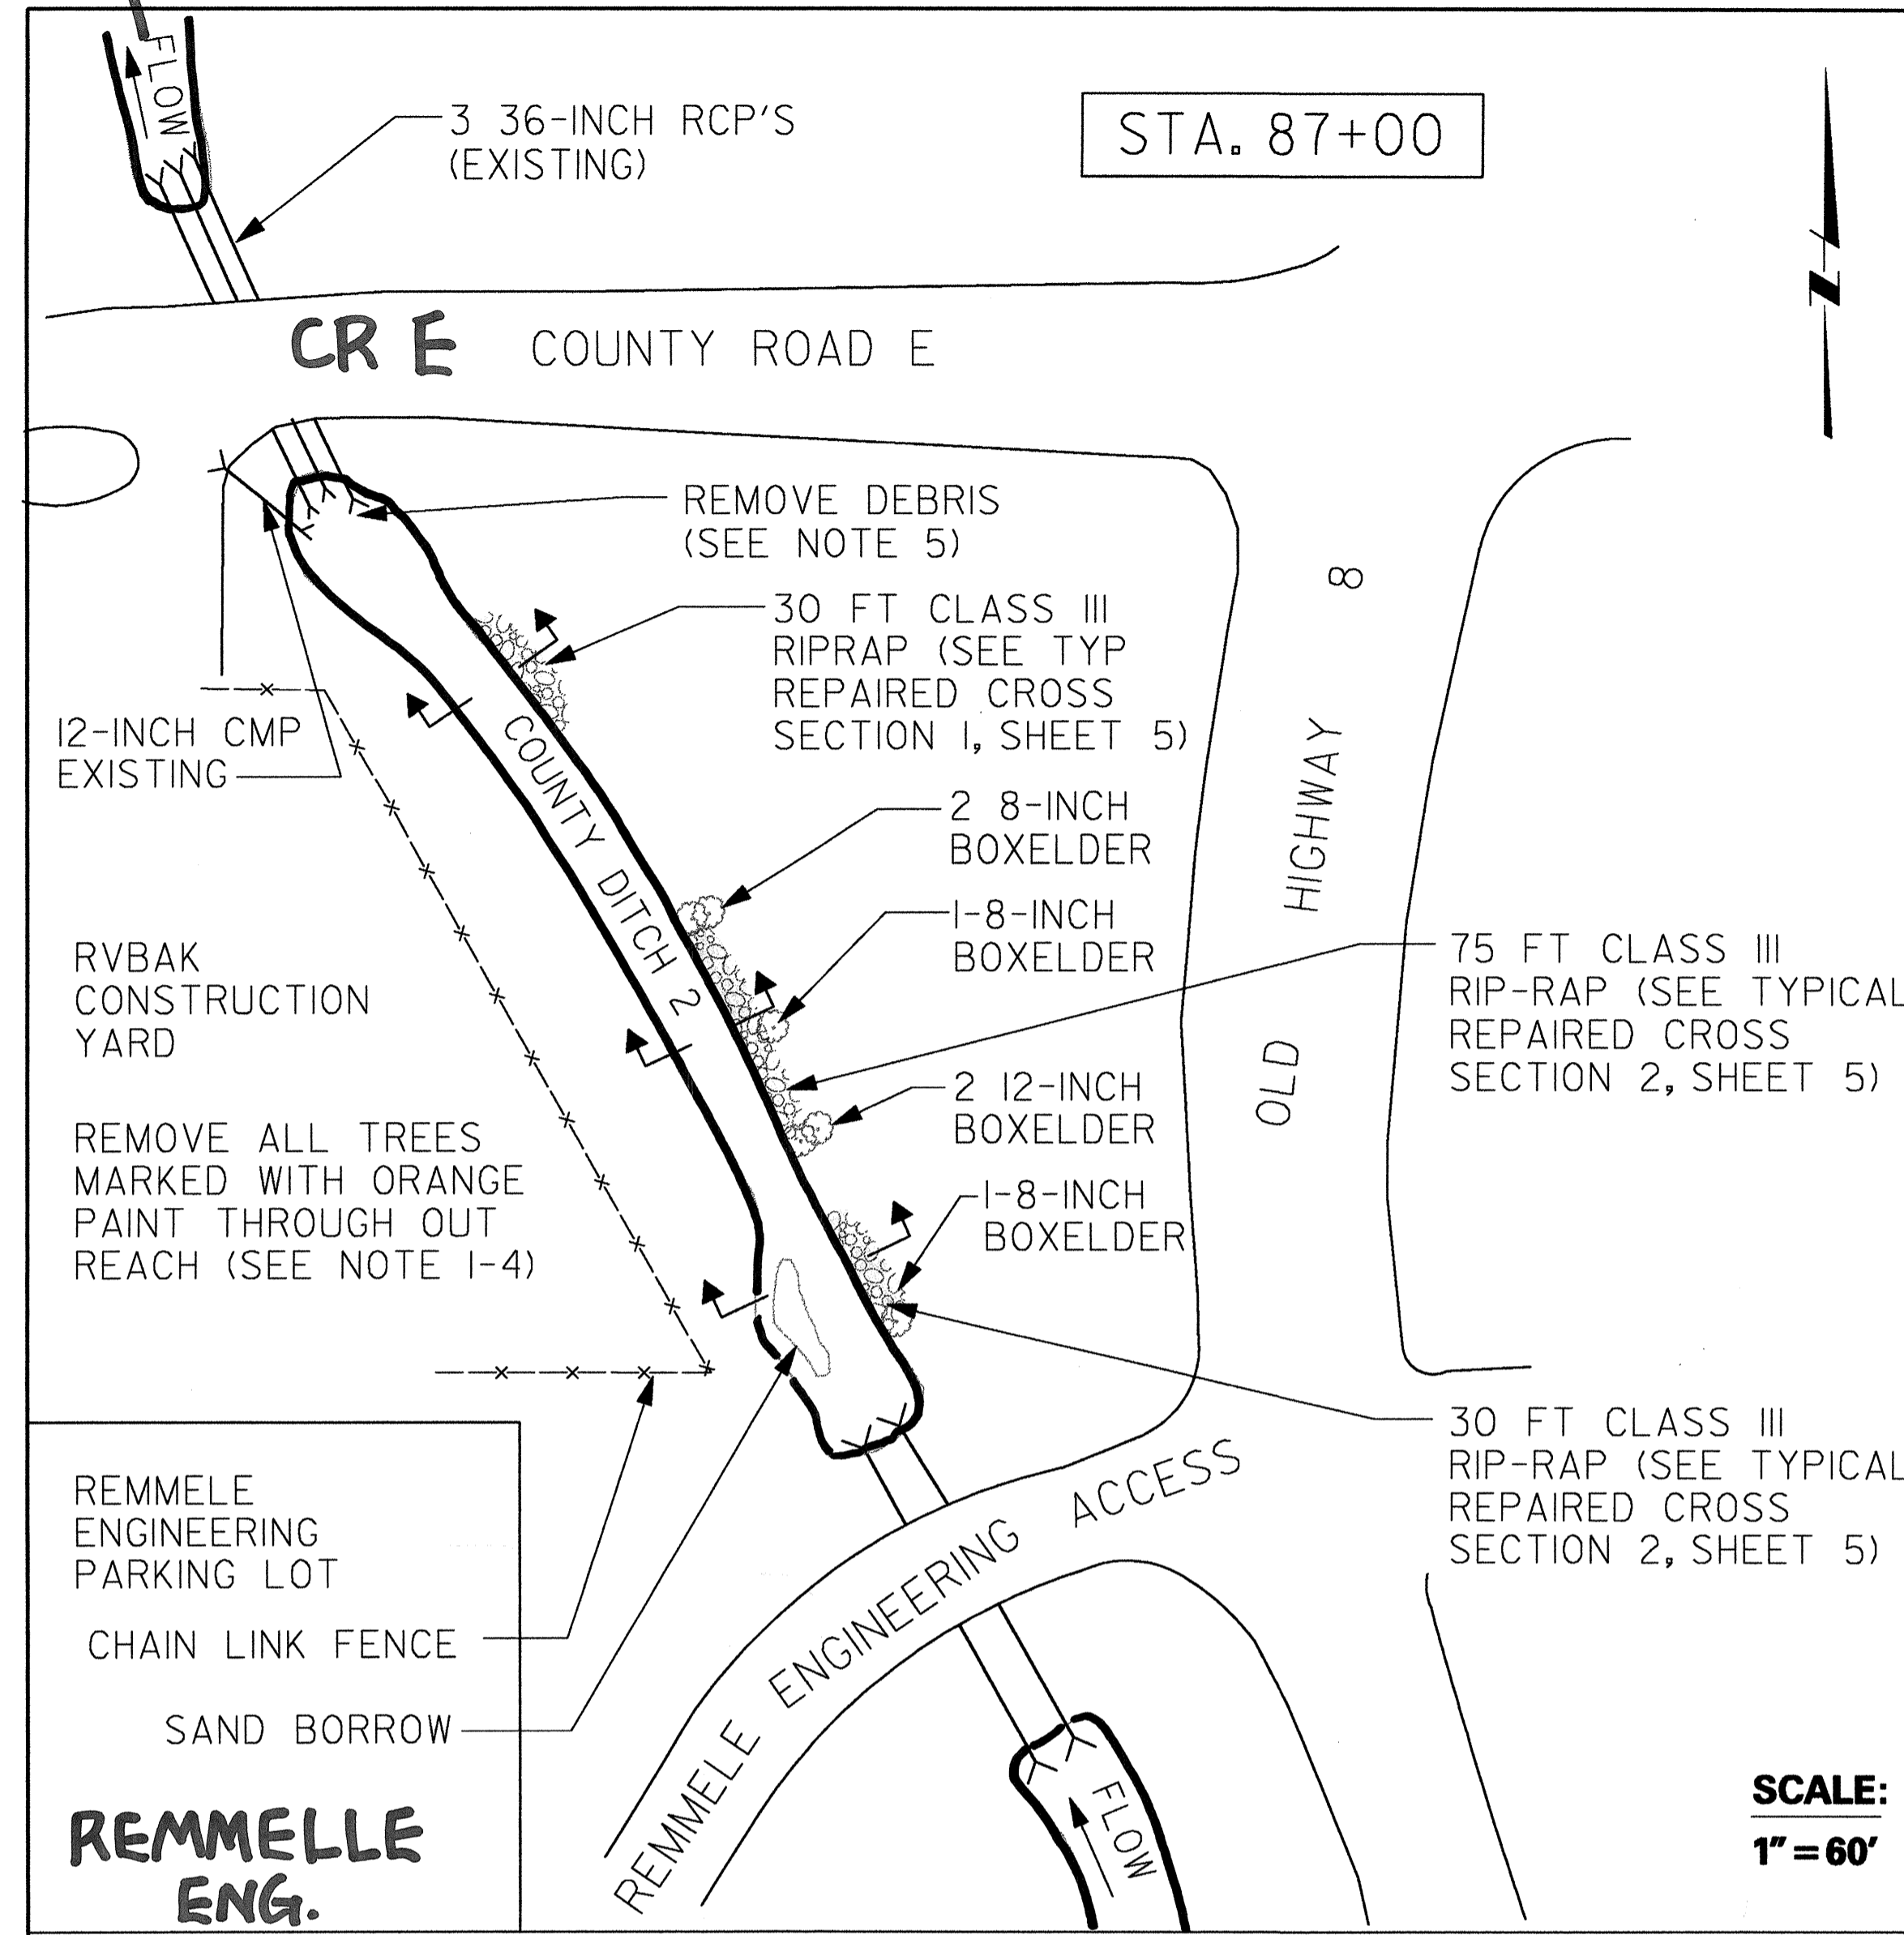 FLOW
3 36-INCH RCP'S
(EXISTING)
STA. 87+00
N
CR E
COUNTY ROAD E
REMOVE DEBRIS
(SEE NOTE 5)
30 FT CLASS III
RIPRAP (SEE TYP
REPAIRED CROSS
SECTION 1, SHEET 5)
12-INCH CMP
EXISTING
COUNTY DITCH 2
2 8-INCH
BOXELDER
1-8-INCH
BOXELDER
OLD HIGHWAY 8
75 FT CLASS III
RIP-RAP (SEE TYPICAL
REPAIRED CROSS
SECTION 2, SHEET 5)
RVBAK
CONSTRUCTION
YARD
2 12-INCH
BOXELDER
REMOVE ALL TREES
MARKED WITH ORANGE
PAINT THROUGH OUT
REACH (SEE NOTE 1-4)
1-8-INCH
BOXELDER
30 FT CLASS III
RIP-RAP (SEE TYPICAL
REPAIRED CROSS
SECTION 2, SHEET 5)
REMMELE
ENGINEERING
PARKING LOT
CHAIN LINK FENCE
SAND BORROW
REMMELE ENGINEERING ACCESS
REMMELLE
ENG.
FLOW
SCALE:
1" = 60'